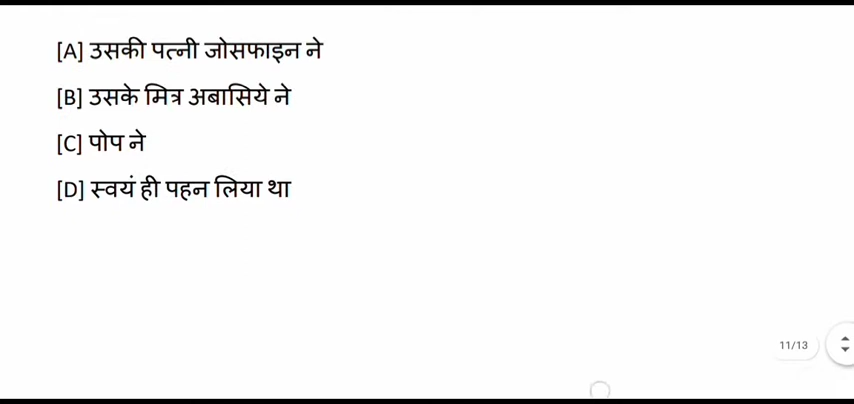 [A] उसकी पत्नी जोसफाइन ने
[B] उसके मित्र अबासिये ने
[C] पोप ने
[D] स्वयं ही पहन लिया था
11/13